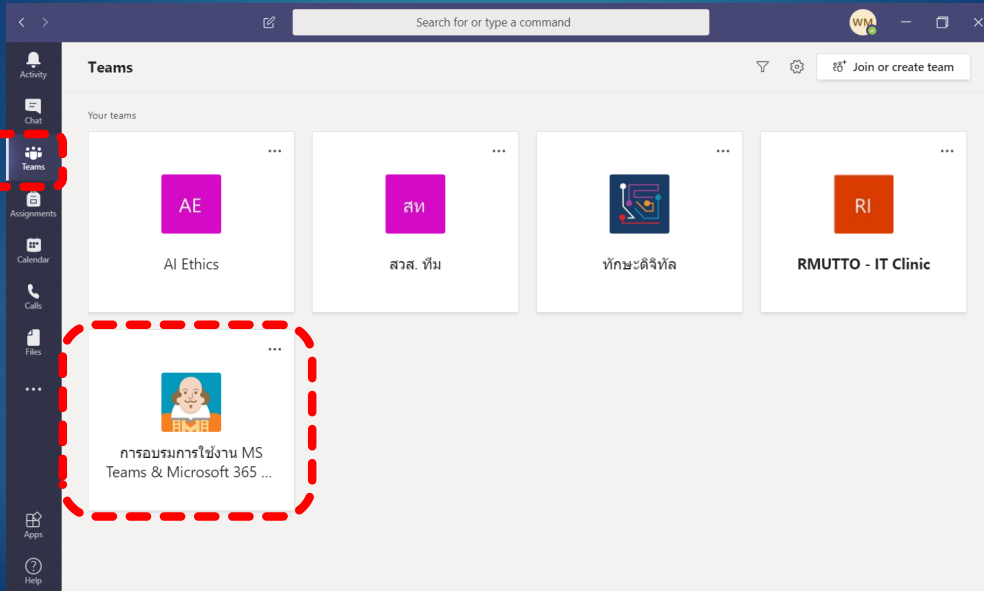 Search for or type a command
WM
Activity
Chat
Teams
Assignments
Calendar
Calls
Files
Apps
Help
Teams
Join or create team
Your teams
AE
AI Ethics
สท
สวส. ทีม
ทักษะดิจิทัล
RI
RMUTTO - IT Clinic
การอบรมการใช้งาน MS
Teams & Microsoft 365 ...